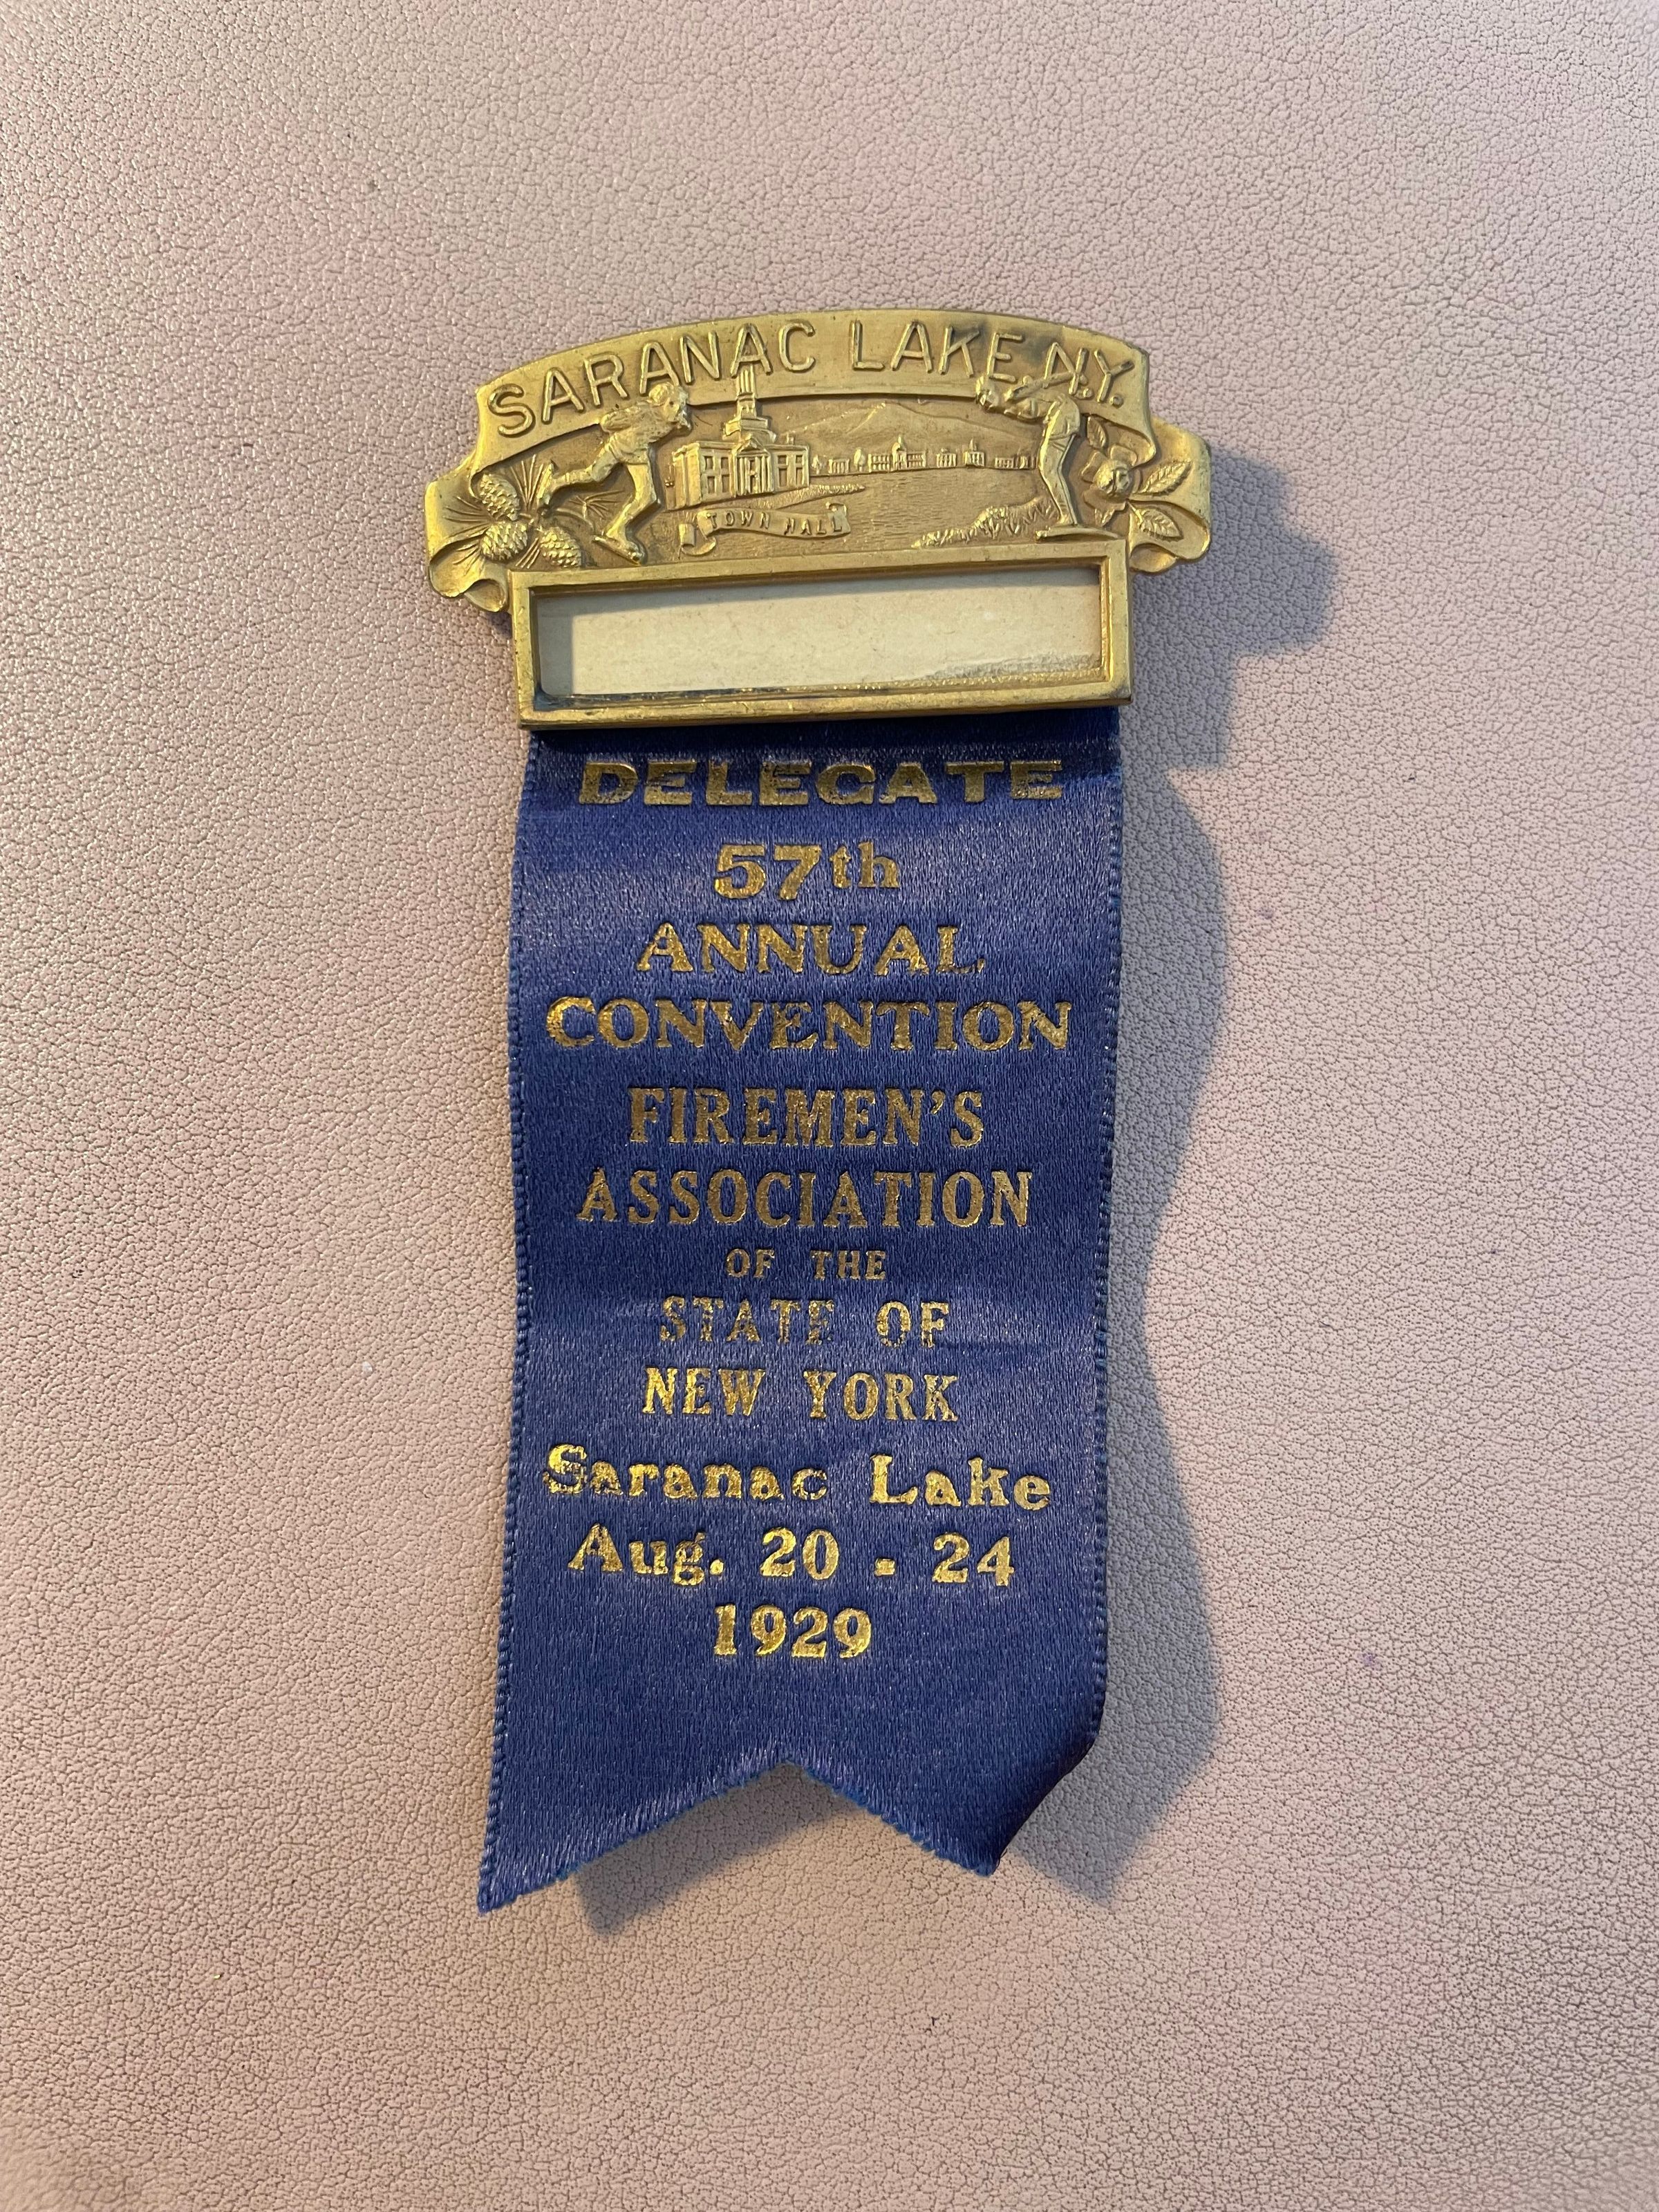 SARANAC LAKE N.Y.
TOWN HALL
DELEGATE
57th
ANNUAL
CONVENTION
FIREMEN'S
ASSOCIATION
OF THE
STATE OF
NEW YORK
Saranac Lake
Aug. 20 - 24
1929